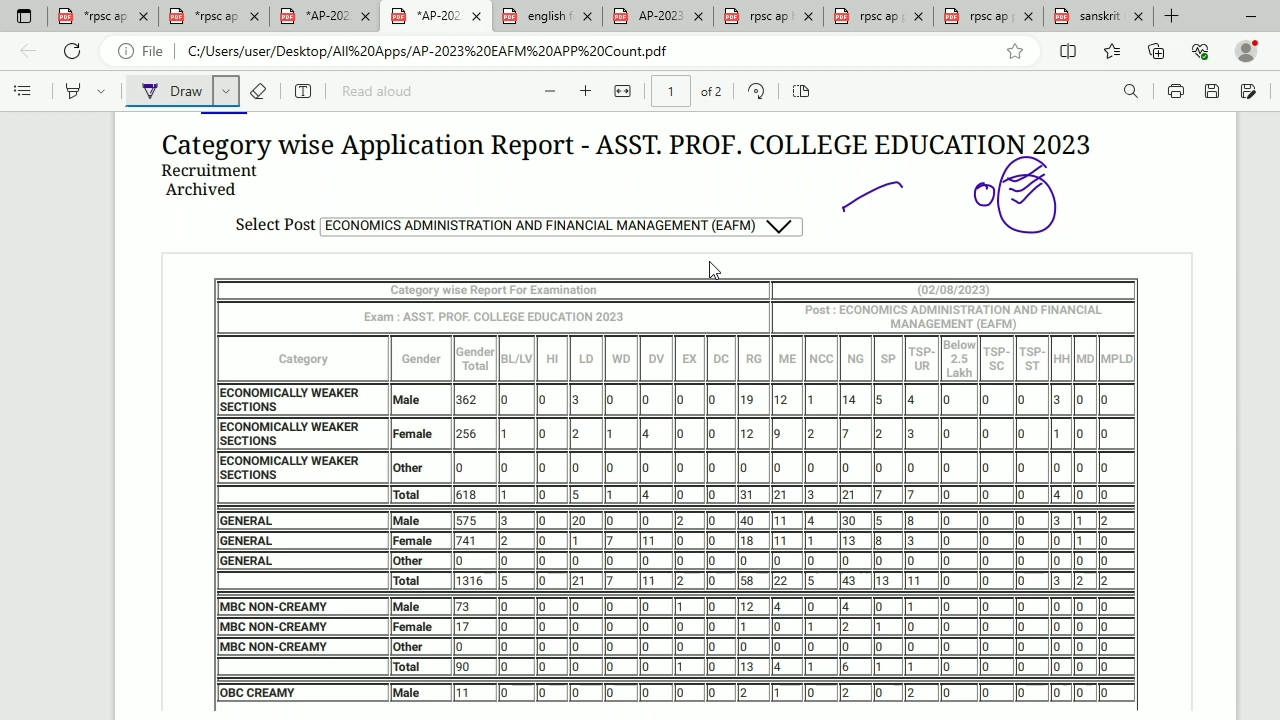 *rpsc ap
*rpsc ap
*AP-202
*AP-202
english f
AP-2023
rpsc ap
rpsc ap
rpsc ap
sanskrit
File C:/Users/user/Desktop/All%20Apps/AP-2023%20EAFM%20APP%20Count.pdf
Draw Read aloud 1 of 2
Category wise Application Report - ASST. PROF. COLLEGE EDUCATION 2023
Recruitment
Archived
Select Post ECONOMICS ADMINISTRATION AND FINANCIAL MANAGEMENT (EAFM)
Category wise Report For Examination (02/08/2023)
Exam : ASST. PROF. COLLEGE EDUCATION 2023 Post : ECONOMICS ADMINISTRATION AND FINANCIAL MANAGEMENT (EAFM)
Category Gender Gender Total BL/LV HI LD WD DV EX DC RG ME NCC NG SP TSP-UR Below 2.5 Lakh TSP-SC TSP-ST HH MD MPLD
ECONOMICALLY WEAKER SECTIONS Male 362 0 0 3 0 0 0 0 19 12 1 14 5 4 0 0 0 3 0 0
ECONOMICALLY WEAKER SECTIONS Female 256 1 0 2 1 4 0 0 12 9 2 7 2 3 0 0 0 1 0 0
ECONOMICALLY WEAKER SECTIONS Other 0 0 0 0 0 0 0 0 0 0 0 0 0 0 0 0 0 0 0 0
Total 618 1 0 5 1 4 0 0 31 21 3 21 7 7 0 0 0 4 0 0
GENERAL Male 575 3 0 20 0 0 2 0 40 11 4 30 5 8 0 0 0 3 1 2
GENERAL Female 741 2 0 1 7 11 0 0 18 11 1 13 8 3 0 0 0 0 1 0
GENERAL Other 0 0 0 0 0 0 0 0 0 0 0 0 0 0 0 0 0 0 0 0
Total 1316 5 0 21 7 11 2 0 58 22 5 43 13 11 0 0 0 3 2 2
MBC NON-CREAMY Male 73 0 0 0 0 0 1 0 12 4 0 4 0 1 0 0 0 0 0 0
MBC NON-CREAMY Female 17 0 0 0 0 0 0 0 1 0 1 2 1 0 0 0 0 0 0 0
MBC NON-CREAMY Other 0 0 0 0 0 0 0 0 0 0 0 0 0 0 0 0 0 0 0 0
Total 90 0 0 0 0 0 1 0 13 4 1 6 1 1 0 0 0 0 0 0
OBC CREAMY Male 11 0 0 0 0 0 0 0 2 1 0 2 0 2 0 0 0 0 0 0